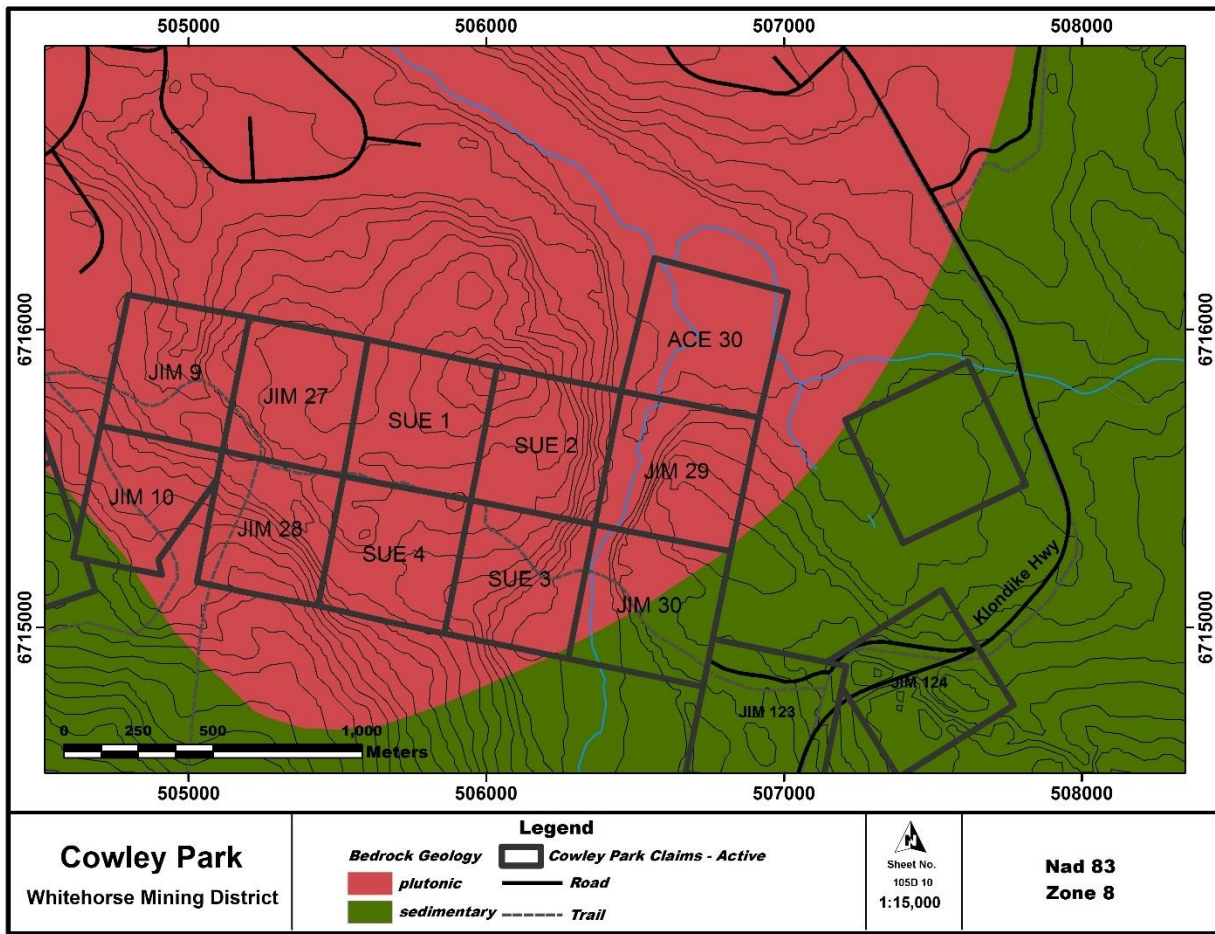 505000 506000 507000 508000
6716000 6716000
6715000 6715000
ACE 30
JIM 9
JIM 27
SUE 1
SUE 2
JIM 29
JIM 10
JIM 28
SUE 4
SUE 3
JIM 30
Klondike Hwy
JIM 123
JIM 124
0 250 500 1,000
Meters
505000 506000 507000 508000
Cowley Park
Whitehorse Mining District
Legend
Bedrock Geology
plutonic
sedimentary
Cowley Park Claims - Active
Road
Trail
N
Sheet No.
105D 10
1:15,000
Nad 83
Zone 8